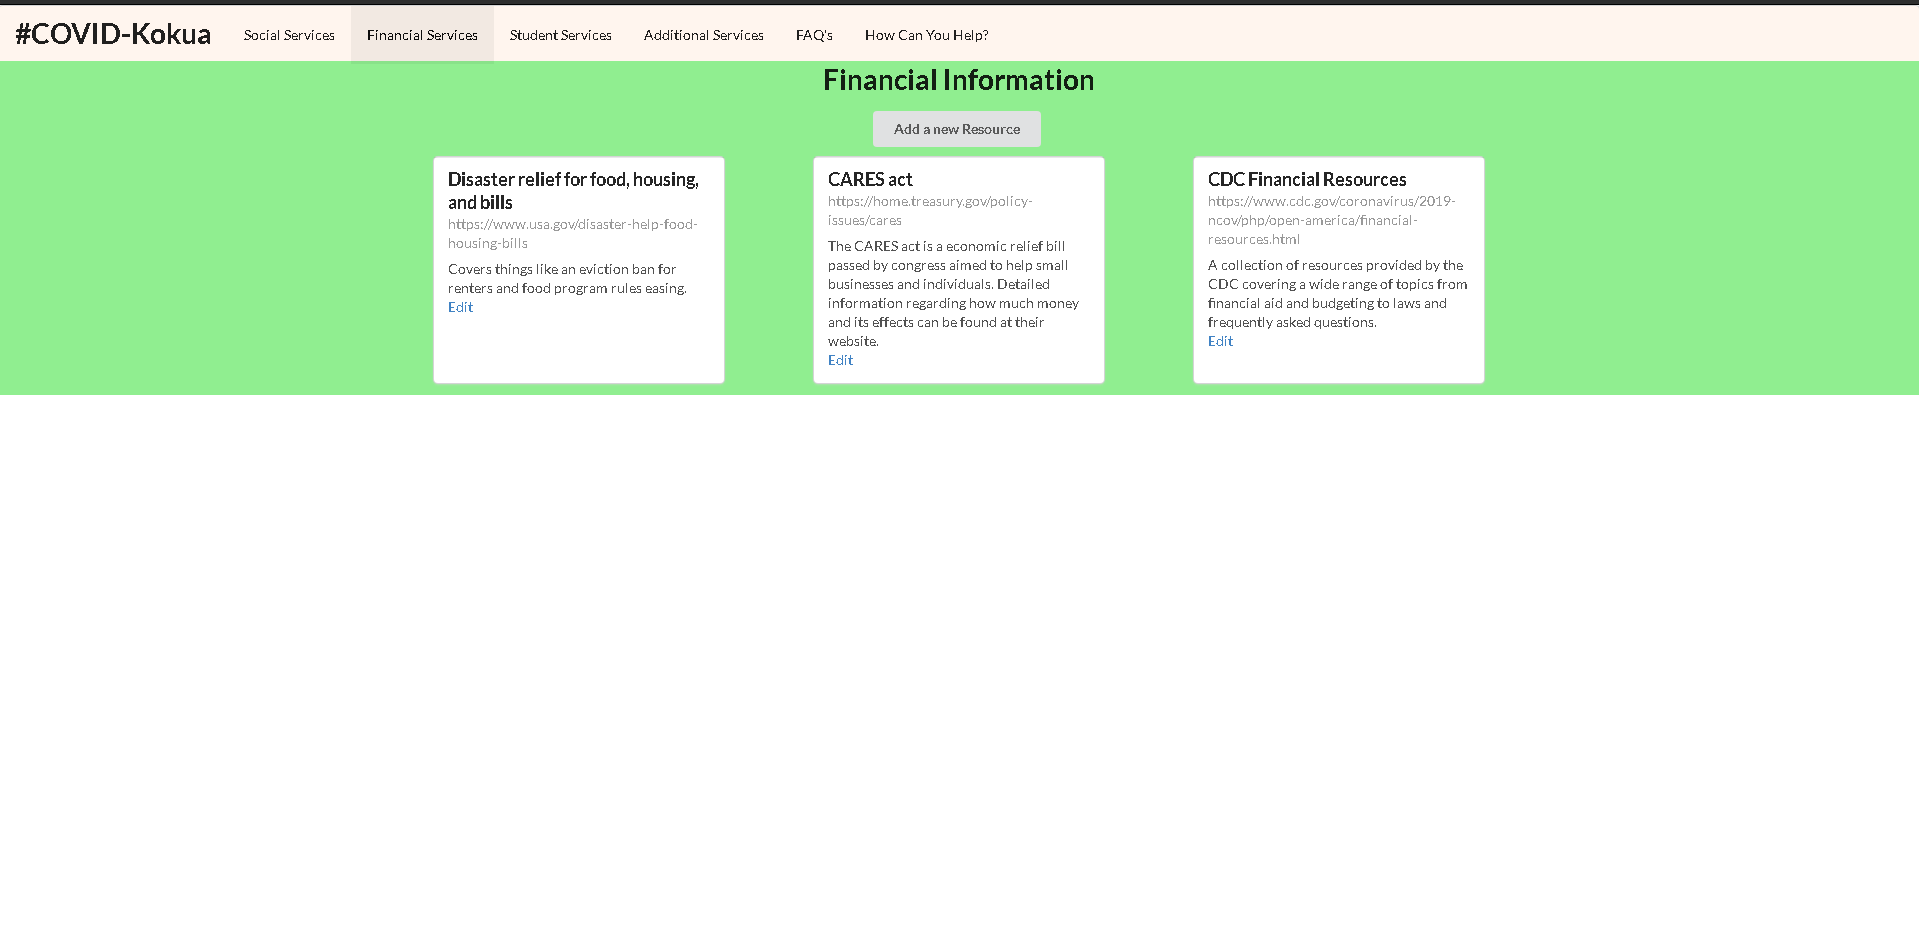 #COVID-Kokua
Social Services
Financial Services
Student Services
Additional Services
FAQ's
How Can You Help?
Financial Information
Add a new Resource
Disaster relief for food, housing,
and bills
https://www.usa.gov/disaster-help-food-
housing-bills
Covers things like an eviction ban for
renters and food program rules easing.
Edit
CARES act
https://home.treasury.gov/policy-
issues/cares
The CARES act is a economic relief bill
passed by congress aimed to help small
businesses and individuals. Detailed
information regarding how much money
and its effects can be found at their
website.
Edit
CDC Financial Resources
https://www.cdc.gov/coronavirus/2019-
ncov/php/open-america/financial-
resources.html
A collection of resources provided by the
CDC covering a wide range of topics from
financial aid and budgeting to laws and
frequently asked questions.
Edit